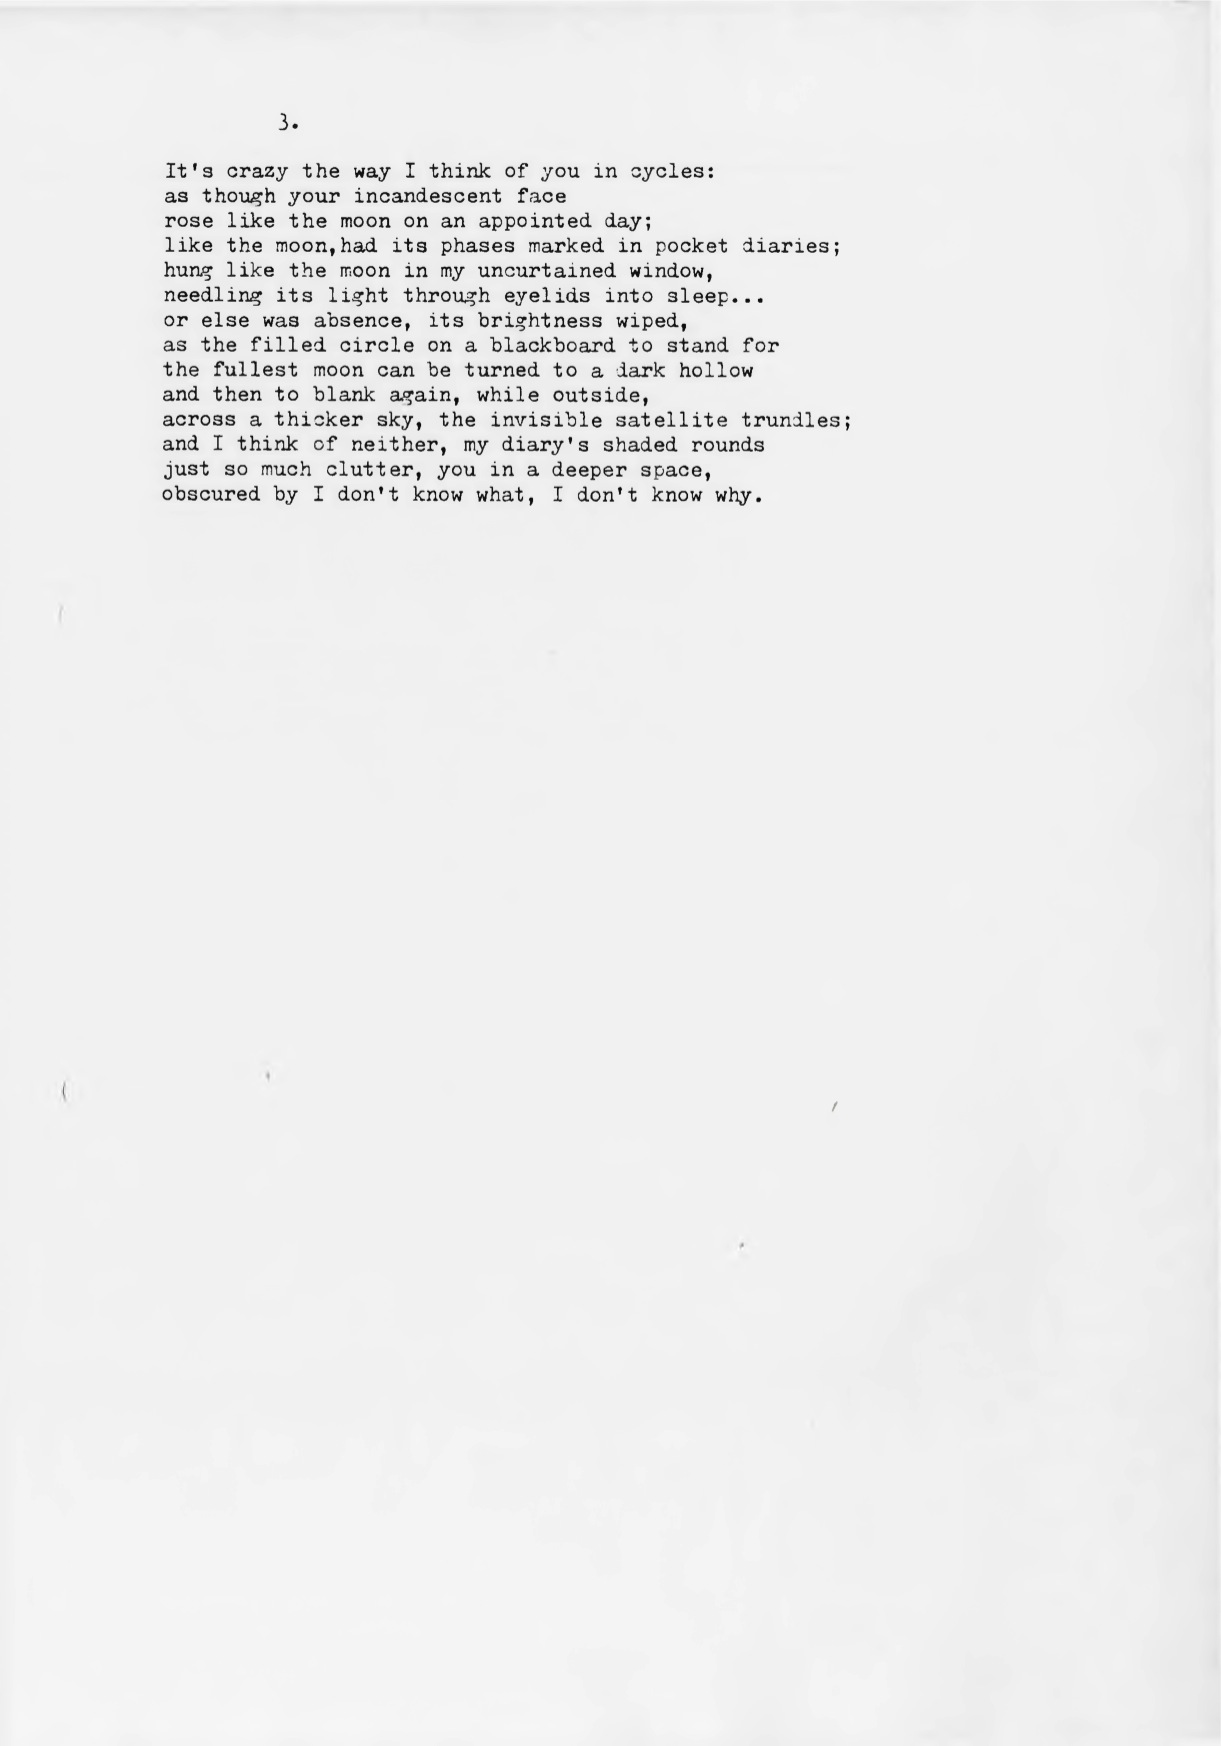 3.
It's crazy the way I think of you in cycles:
as though your incandescent face
rose like the moon on an appointed day;
like the moon,had its phases marked in pocket diaries;
hung like the moon in my uncurtained window,
needling its light through eyelids into sleep...
or else was absence, its brightness wiped,
as the filled circle on a blackboard to stand for
the fullest moon can be turned to a dark hollow
and then to blank again, while outside,
across a thicker sky, the invisible satellite trundles;
and I think of neither, my diary's shaded rounds
just so much clutter, you in a deeper space,
obscured by I don't know what, I don't know why.